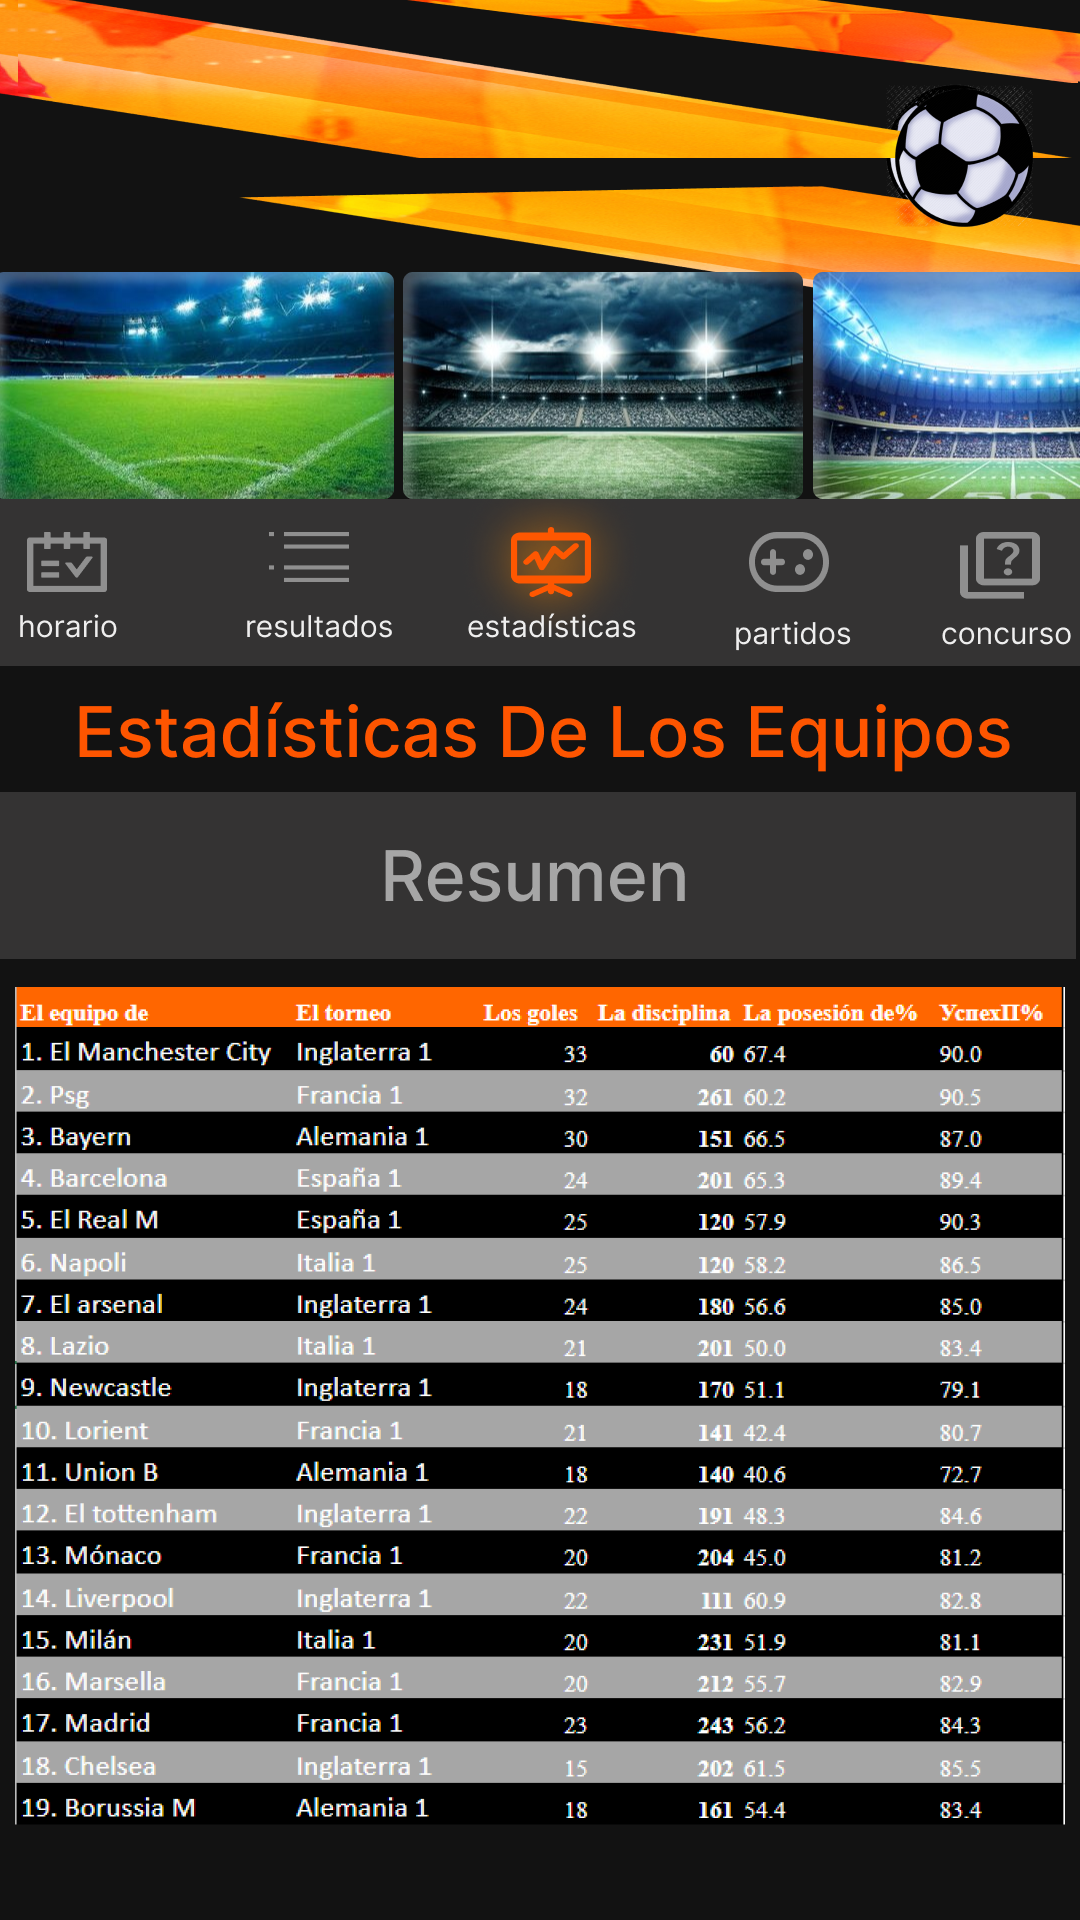 horario resultados estadísticas partidos concurso
Estadísticas De Los Equipos
Resumen
El equipo de El torneo Los goles La disciplina La posesión de% УспехП%
1. El Manchester City Inglaterra 1 33 60 67.4 90.0
2. Psg Francia 1 32 261 60.2 90.5
3. Bayern Alemania 1 30 151 66.5 87.0
4. Barcelona España 1 24 201 65.3 89.4
5. El Real M España 1 25 120 57.9 90.3
6. Napoli Italia 1 25 120 58.2 86.5
7. El arsenal Inglaterra 1 24 180 56.6 85.0
8. Lazio Italia 1 21 201 50.0 83.4
9. Newcastle Inglaterra 1 18 170 51.1 79.1
10. Lorient Francia 1 21 141 42.4 80.7
11. Union B Alemania 1 18 140 40.6 72.7
12. El tottenham Inglaterra 1 22 191 48.3 84.6
13. Mónaco Francia 1 20 204 45.0 81.2
14. Liverpool Inglaterra 1 22 111 60.9 82.8
15. Milán Italia 1 20 231 51.9 81.1
16. Marsella Francia 1 20 212 55.7 82.9
17. Madrid Francia 1 23 243 56.2 84.3
18. Chelsea Inglaterra 1 15 202 61.5 85.5
19. Borussia M Alemania 1 18 161 54.4 83.4